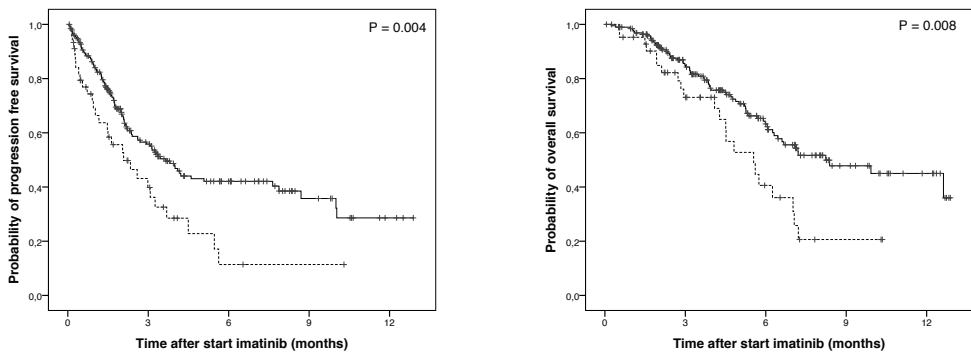 P = 0.004
Probability of progression free survival
1,0
0,8
0,6
0,4
0,2
0,0
0 3 6 9 12
Time after start imatinib (months)
P = 0.008
Probability of overall survival
1,0
0,8
0,6
0,4
0,2
0,0
0 3 6 9 12
Time after start imatinib (months)